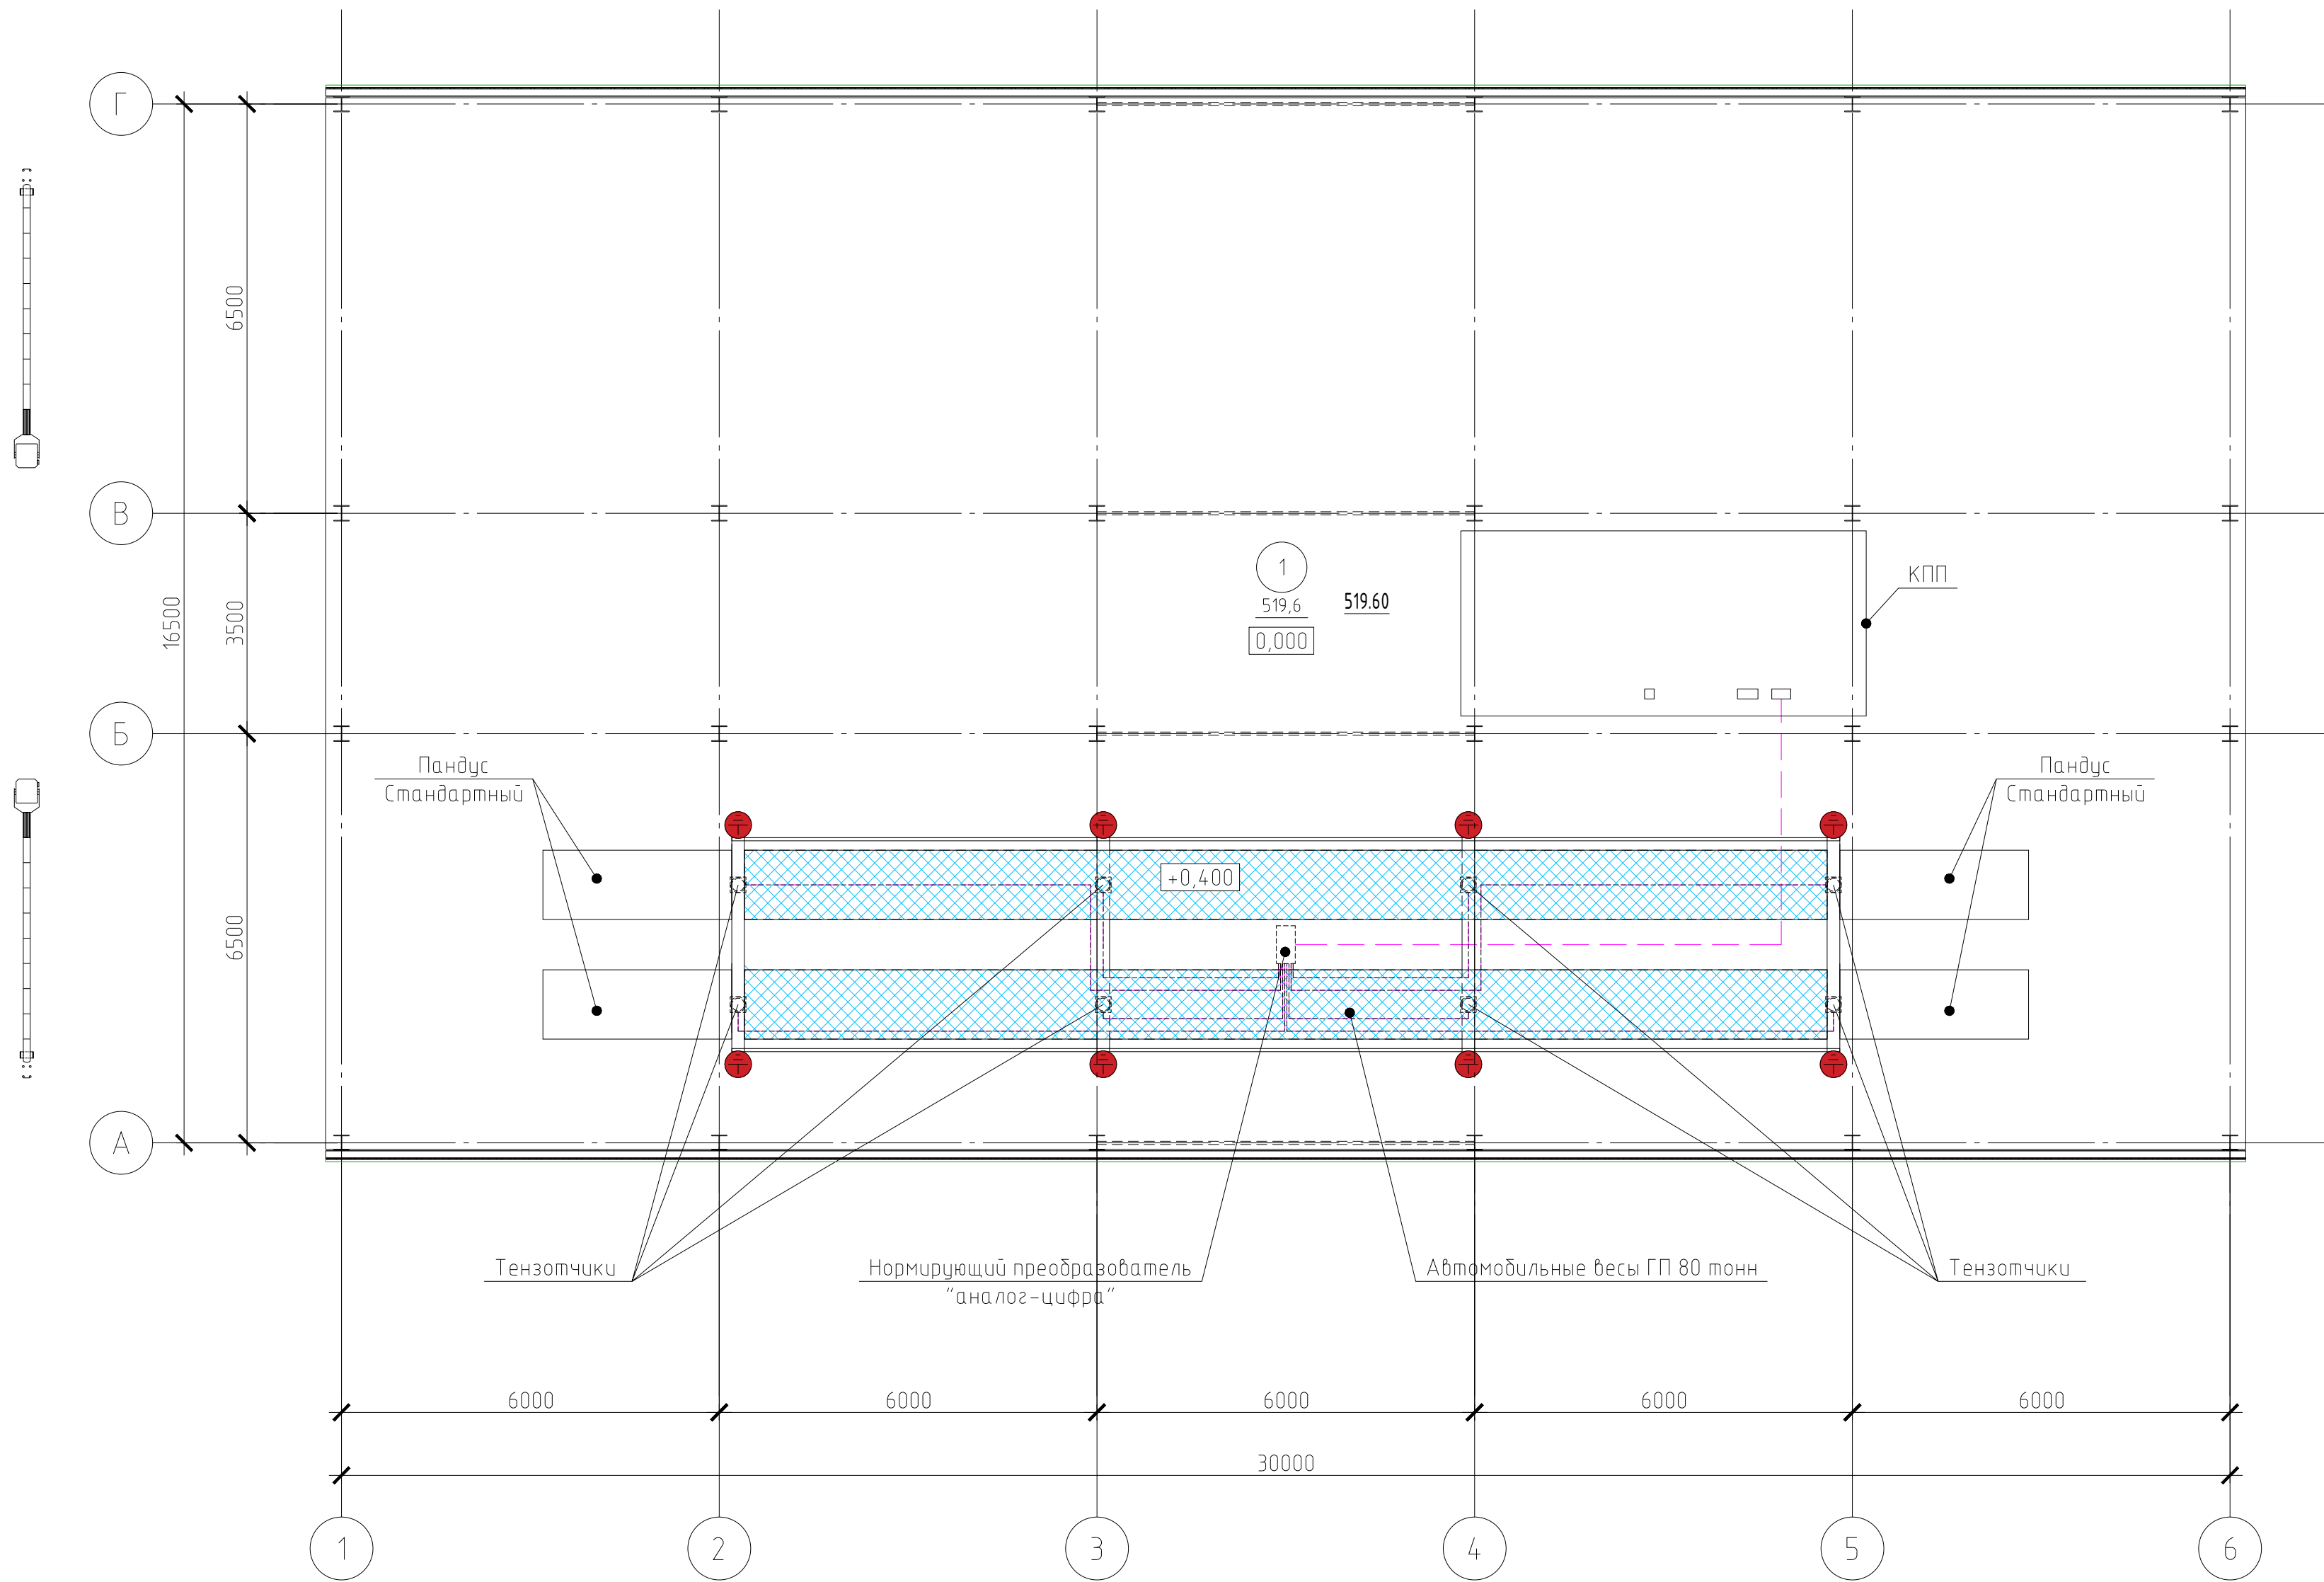 Г
6500
В
1
519,6
519.60
0,000
КПП
16500
3500
Б
Пандус
Стандартный
Пандус
Стандартный
+0,400
6500
А
Тензотчики
Нормирующий преобразователь
"аналог-цифра"
Автомобильные весы ГП 80 тонн
Тензотчики
6000
6000
6000
6000
6000
30000
1
2
3
4
5
6